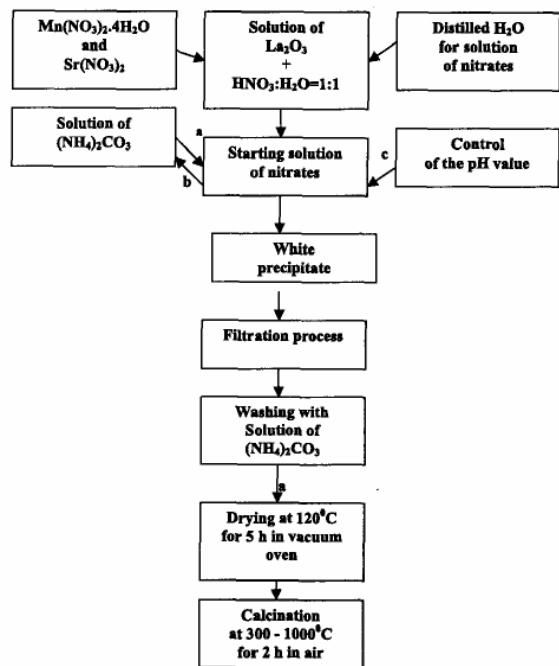 Mn(NO₃)₂.4H₂O
and
Sr(NO₃)₂
Solution of
La₂O₃
+
HNO₃:H₂O=1:1
Distilled H₂O
for solution
of nitrates
Solution of
(NH₄)₂CO₃
a
b
Starting solution
of nitrates
c
Control
of the pH value
White
precipitate
Filtration process
Washing with
Solution of
(NH₄)₂CO₃
a
Drying at 120⁰C
for 5 h in vacuum
oven
Calcination
at 300 - 1000⁰C
for 2 h in air